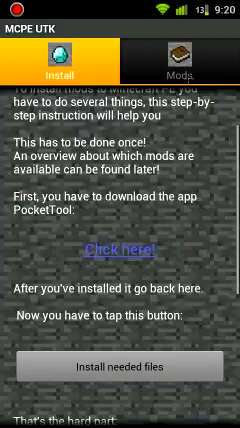 13 9:20
MCPE UTK
Install Mods
To install mods to Minecraft PE you
have to do several things, this step-by-
step instruction will help you
This has to be done once!
An overview about which mods are
available can be found later!
First, you have to download the app
PocketTool:
Click here!
After you've installed it go back here.
Now you have to tap this button:
Install needed files
That's the hard part: